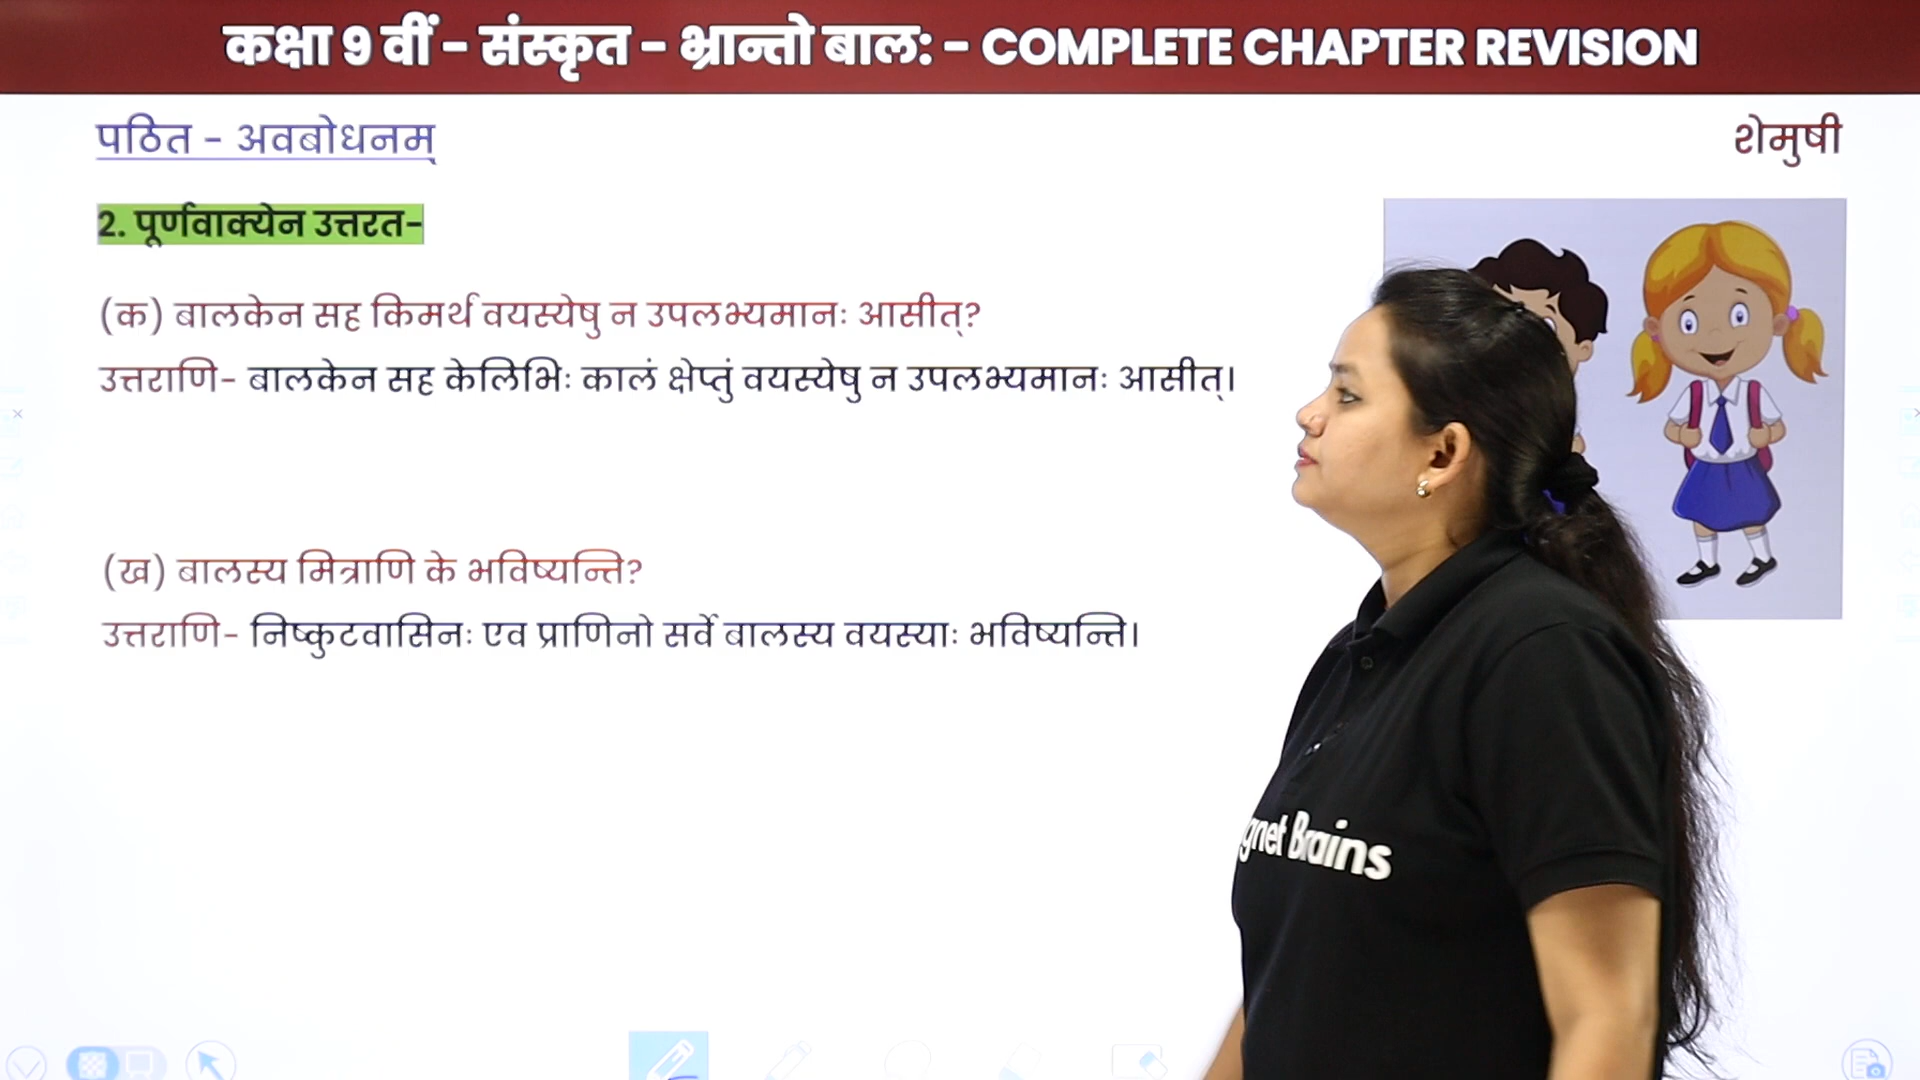 कक्षा 9 वीं - संस्कृत - भ्रान्तो बाल: - COMPLETE CHAPTER REVISION
पठित - अवबोधनम्
शेमुषी
2. पूर्णवाक्येन उत्तरत-
(क) बालकेन सह किमर्थं वयस्येषु न उपलभ्यमानः आसीत्?
उत्तराणि- बालकेन सह केलिभिः कालं क्षेप्तुं वयस्येषु न उपलभ्यमानः आसीत्।
(ख) बालस्य मित्राणि के भविष्यन्ति?
उत्तराणि- निष्कुटवासिनः एव प्राणिनो सर्वे बालस्य वयस्याः भविष्यन्ति।
Brains